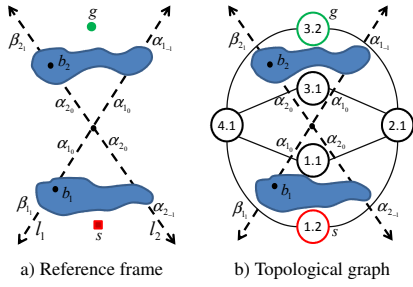 g
β₂₁
α₁₋₁
b₂
α₂₀
α₁₀
α₁₀
α₂₀
b₁
β₁₁
α₂₋₁
l₁
s
l₂
a) Reference frame
g
3.2
β₂₁
α₁₋₁
b₂
3.1
α₂₀
α₁₀
4.1
2.1
α₁₀
α₂₀
1.1
b₁
β₁₁
α₂₋₁
1.2
s
b) Topological graph